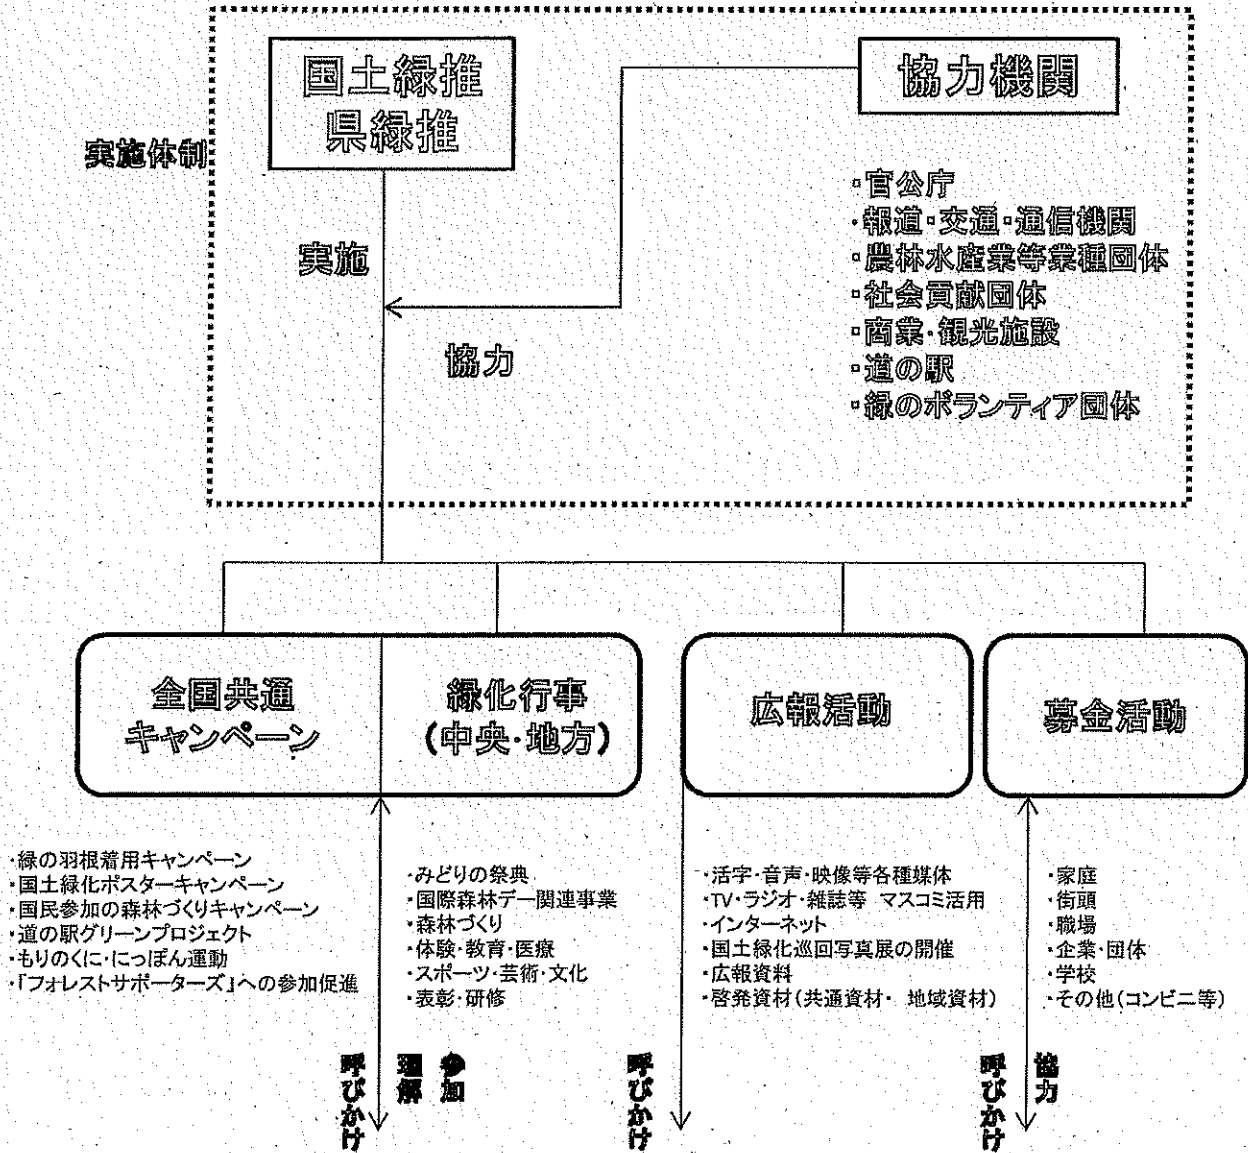 国土緑推
県緑推
協力機関
実施体制
・官公庁
・報道・交通・通信機関
・農林水産業等業種団体
・社会貢献団体
・商業・観光施設
・道の駅
・緑のボランティア団体
実施
協力
全国共通
キャンペーン
緑化行事
(中央・地方)
広報活動
募金活動
・緑の羽根着用キャンペーン
・国土緑化ポスターキャンペーン
・国民参加の森林づくりキャンペーン
・道の駅グリーンプロジェクト
・もりのくに・にっぽん運動
・「フォレストサポーターズ」への参加促進
・みどりの祭典
・国際森林デー関連事業
・森林づくり
・体験・教育・医療
・スポーツ・芸術・文化
・表彰・研修
・活字・音声・映像等各種媒体
・TV・ラジオ・雑誌等 マスコミ活用
・インターネット
・国土緑化巡回写真展の開催
・広報資料
・啓発資材(共通資材・ 地域資材)
・家庭
・街頭
・職場
・企業・団体
・学校
・その他(コンビニ等)
呼びかけ
理解
参加
呼びかけ
呼びかけ
協力